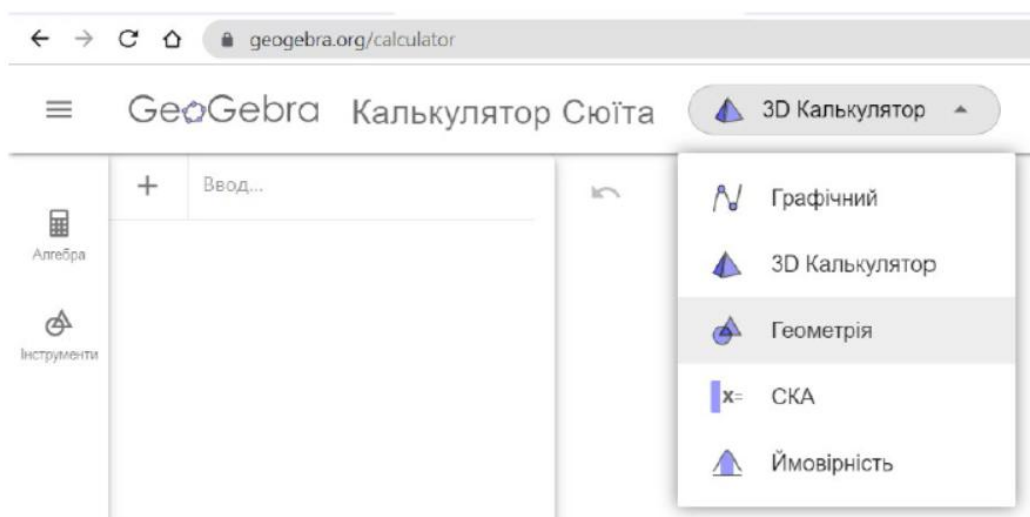 geogebra.org/calculator
GeoGebra Калькулятор Сюїта 3D Калькулятор
+ Ввод...
Алгебра
Інструменти
Графічний
3D Калькулятор
Геометрія
x= СКА
Ймовірність